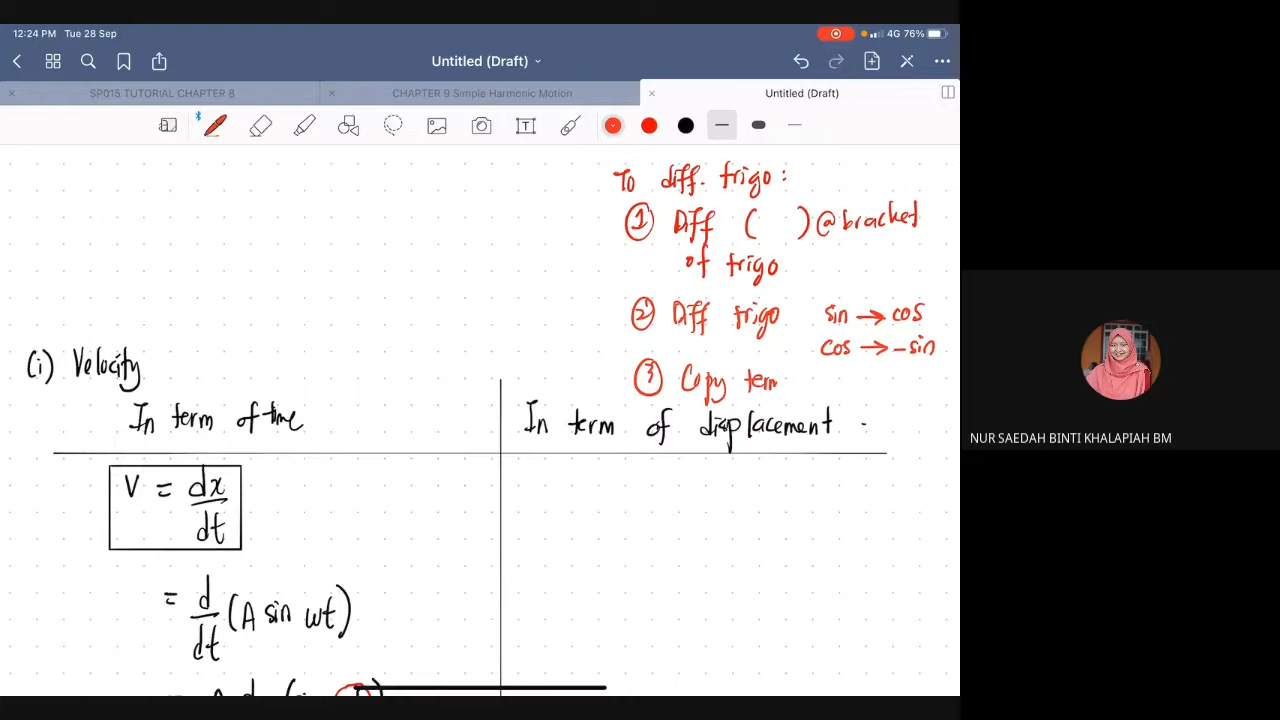 12:24 PM Tue 28 Sep
4G 76%
Untitled (Draft)
SP015 TUTORIAL CHAPTER 8
CHAPTER 9 Simple Harmonic Motion
Untitled (Draft)
To diff. trigo :
① Diff ( ) @ bracket
of trigo
② Diff trigo sin → cos
cos → -sin
③ Copy term
(i) Velocity
In term of time
In term of displacement
V = dx/dt
= d/dt (A sin ωt)
NUR SAEDAH BINTI KHALAPIAH BM